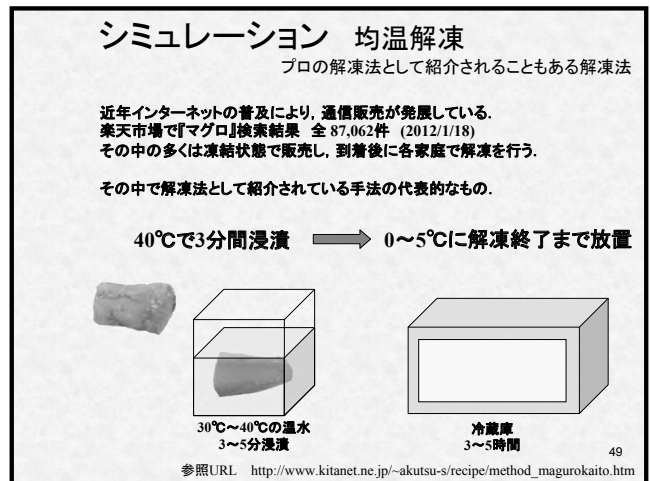 シミュレーション 均温解凍
プロの解凍法として紹介されることもある解凍法
近年インターネットの普及により，通信販売が発展している．
楽天市場で『マグロ』検索結果 全 87,062件 (2012/1/18)
その中の多くは凍結状態で販売し，到着後に各家庭で解凍を行う．
その中で解凍法として紹介されている手法の代表的なもの．
40℃で3分間浸漬 0～5℃に解凍終了まで放置
30℃～40℃の温水
3～5分浸漬
冷蔵庫
3～5時間
49
参照URL http://www.kitanet.ne.jp/~akutsu-s/recipe/method_magurokaito.htm